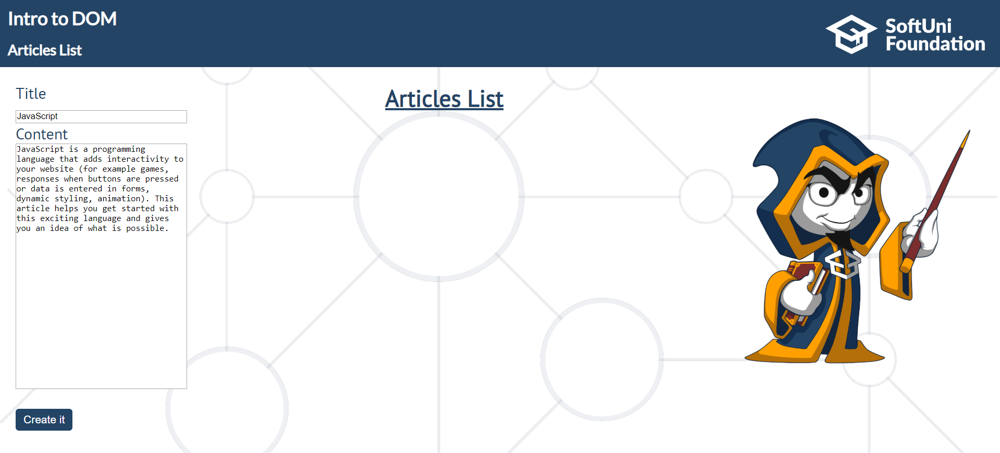 Intro to DOM
Articles List
SoftUni
Foundation
Title
JavaScript
Content
JavaScript is a programming
language that adds interactivity to
your website (for example games,
responses when buttons are pressed
or data is entered in forms,
dynamic styling, animation). This
article helps you get started with
this exciting language and gives
you an idea of what is possible.
Create it
Articles List